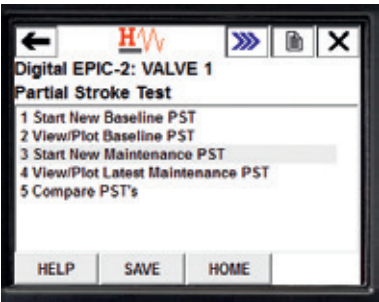 Digital EPIC-2: VALVE 1
Partial Stroke Test
1 Start New Baseline PST
2 View/Plot Baseline PST
3 Start New Maintenance PST
4 View/Plot Latest Maintenance PST
5 Compare PST's
HELP SAVE HOME